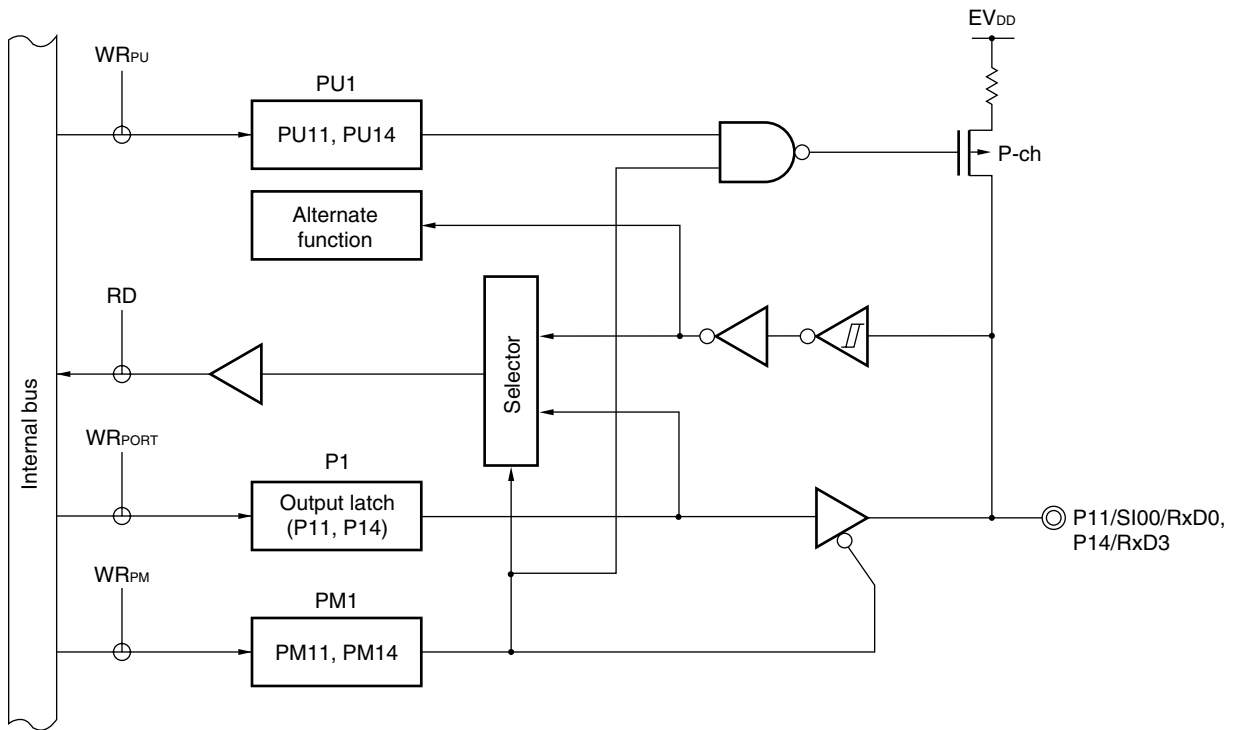 EVDD
WRPU
PU1
PU11, PU14
P-ch
Alternate
function
RD
Selector
Internal bus
WRPORT
P1
Output latch
(P11, P14)
P11/SI00/RxD0,
P14/RxD3
WRPM
PM1
PM11, PM14